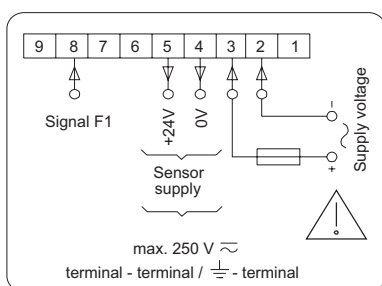 9 8 7 6 5 4 3 2 1
Signal F1
+24V
0V
Sensor
supply
Supply voltage
−
+
max. 250 V ⎓
terminal - terminal / ⏚ - terminal